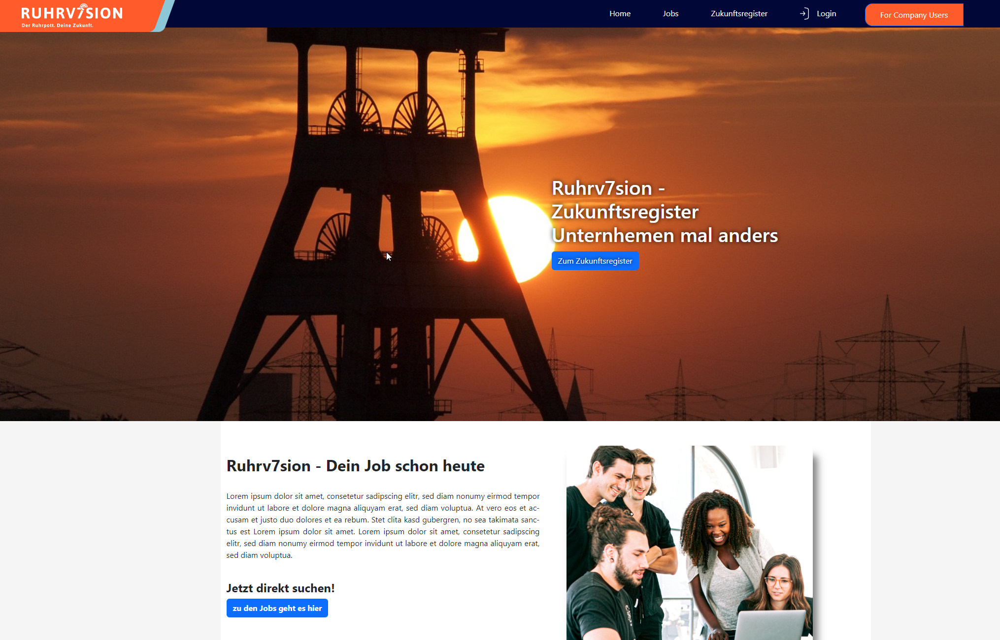 RUHRV7SION
Der Ruhrpott. Deine Zukunft.
Home
Jobs
Zukunftsregister
Login
For Company Users
Ruhrv7sion -
Zukunftsregister
Unternhemen mal anders
Zum Zukunftsregister
Ruhrv7sion - Dein Job schon heute
Lorem ipsum dolor sit amet, consetetur sadipscing elitr, sed diam nonumy eirmod tempor
invidunt ut labore et dolore magna aliquyam erat, sed diam voluptua. At vero eos et ac-
cusam et justo duo dolores et ea rebum. Stet clita kasd gubergren, no sea takimata sanc-
tus est Lorem ipsum dolor sit amet. Lorem ipsum dolor sit amet, consetetur sadipscing
elitr, sed diam nonumy eirmod tempor invidunt ut labore et dolore magna aliquyam erat,
sed diam voluptua.
Jetzt direkt suchen!
zu den Jobs geht es hier